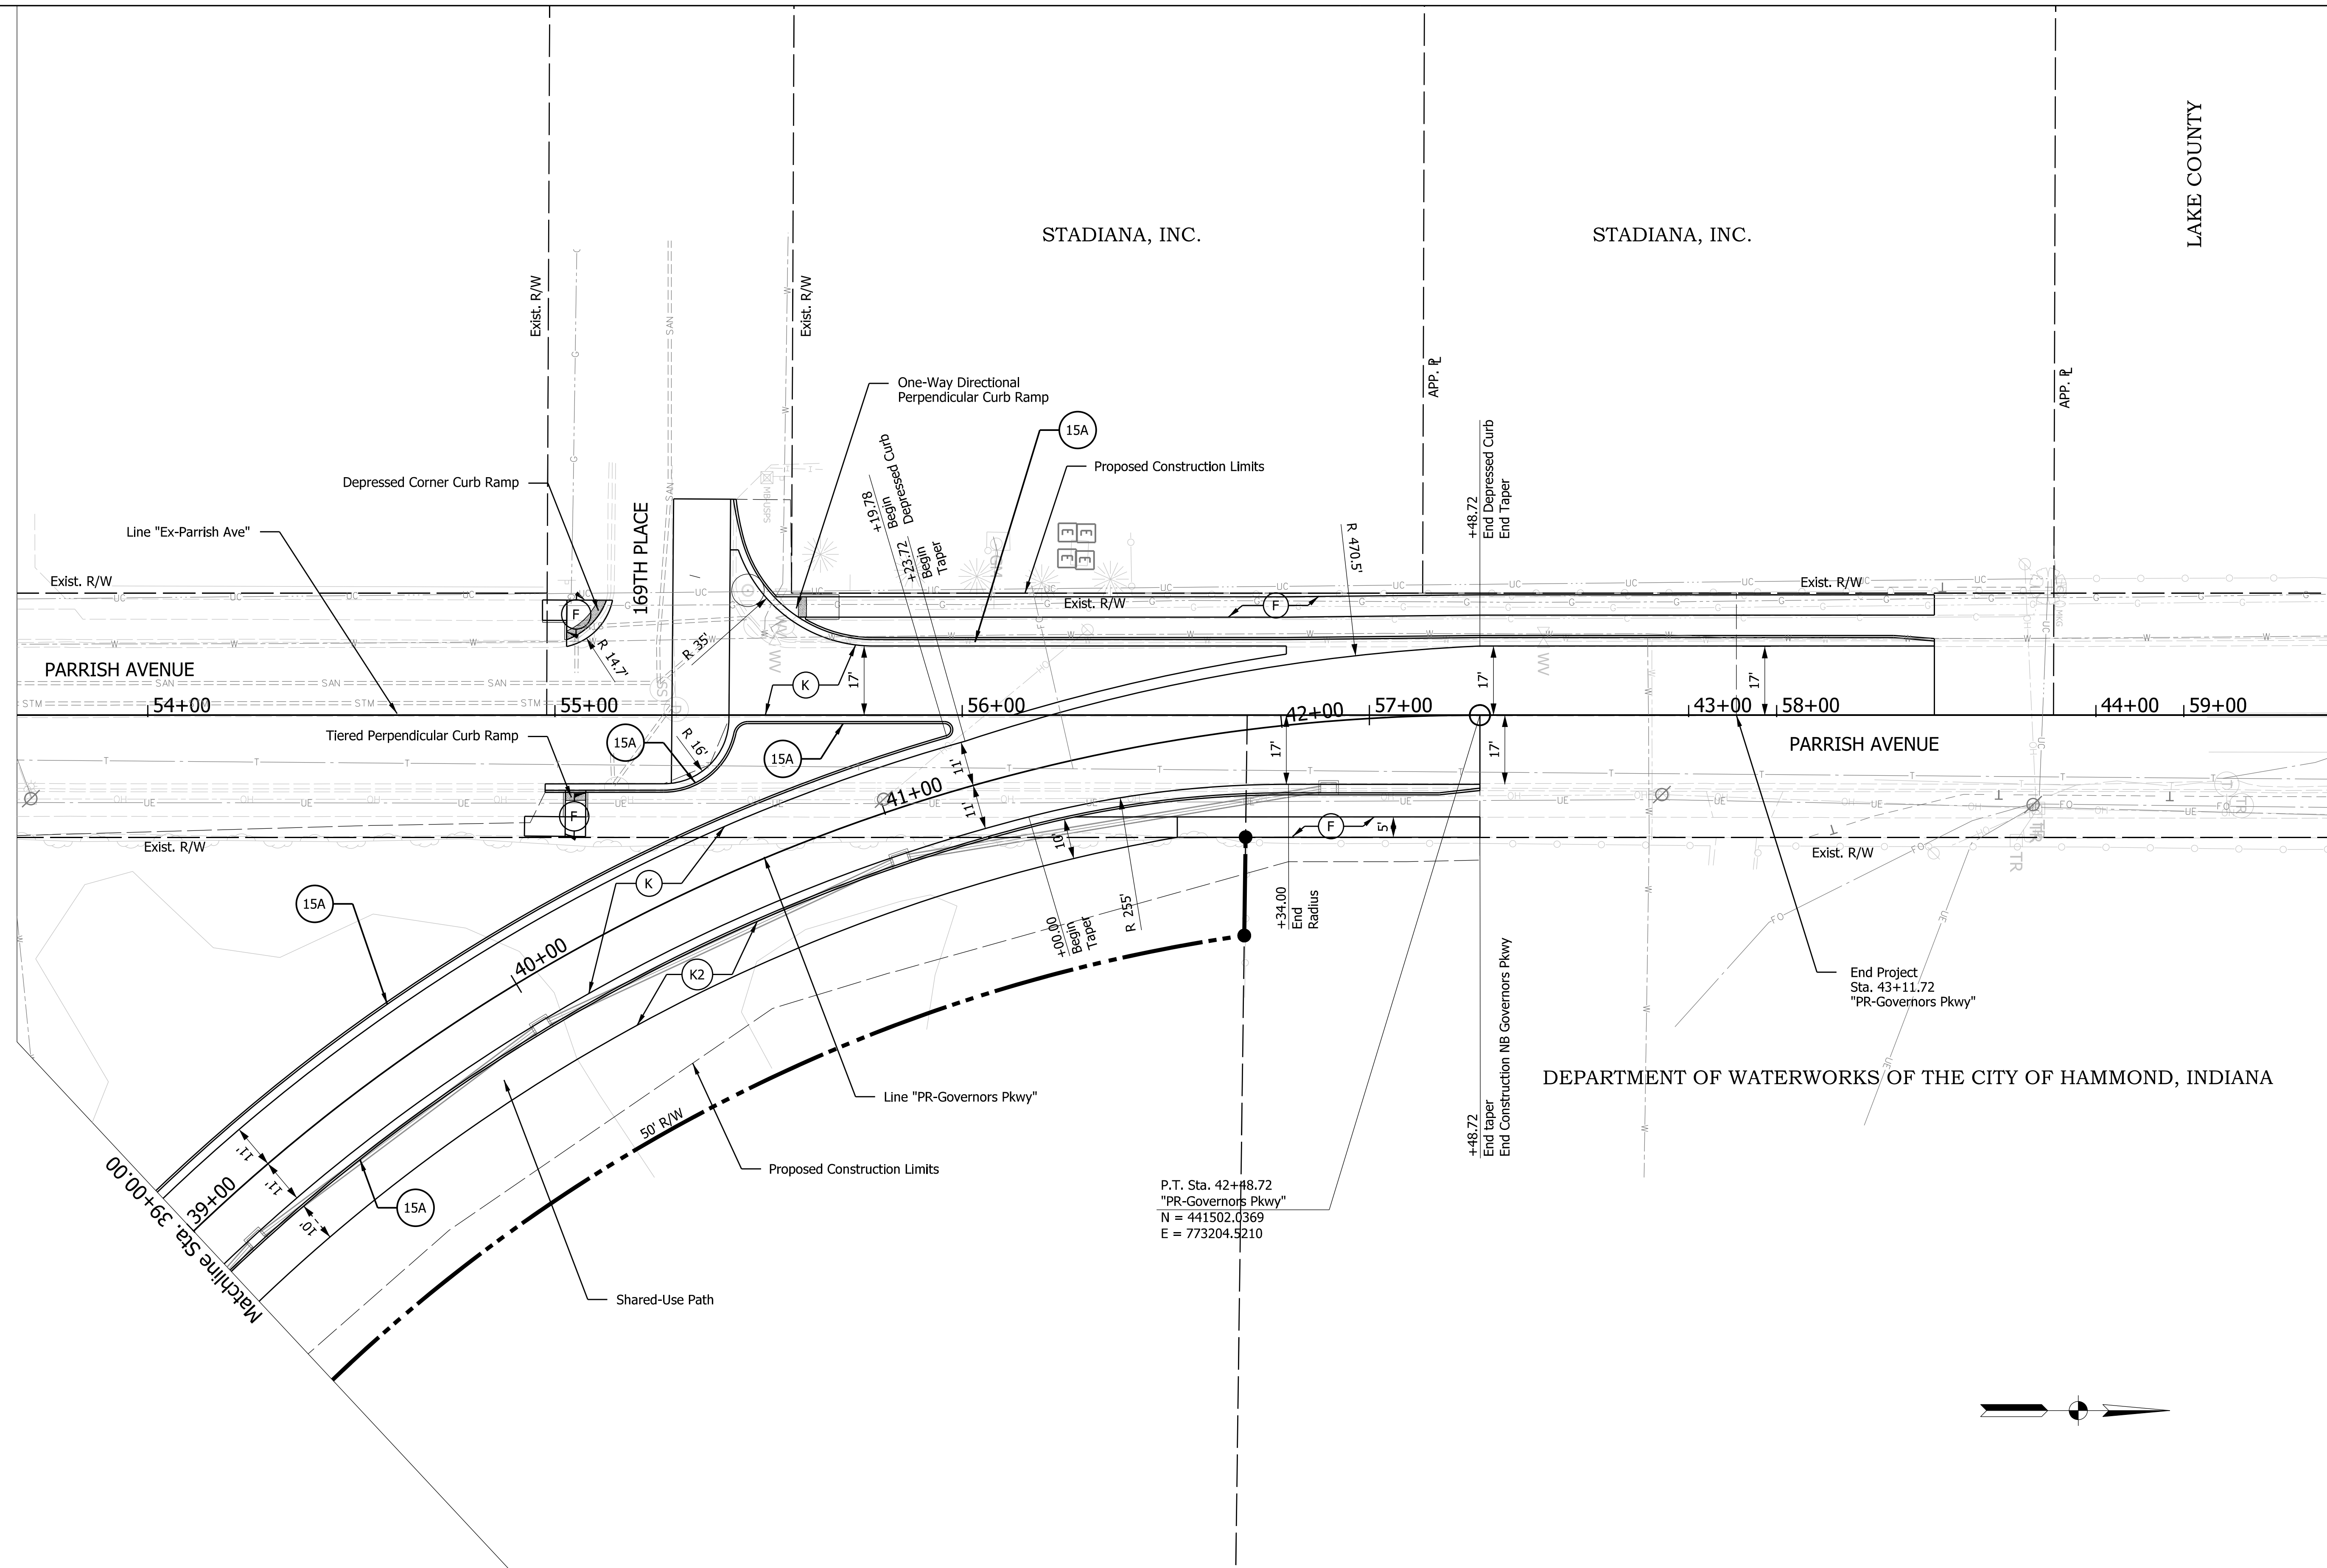 LAKE COUNTY
STADIANA, INC.
STADIANA, INC.
Exist. R/W
Exist. R/W
APP. PL
APP. PL
One-Way Directional
Perpendicular Curb Ramp
15A
Proposed Construction Limits
Depressed Corner Curb Ramp
Line "Ex-Parrish Ave"
169TH PLACE
+19.78
Begin
Depressed Curb
+23.72
Begin
Taper
R 470.5'
+48.72
End Depressed Curb
End Taper
MB-USPS
E E
E E
Exist. R/W
Exist. R/W
Exist. R/W
F
F
R 14.7'
R 35'
PARRISH AVENUE
K
17'
17'
17'
54+00
55+00
56+00
42+00
57+00
43+00
58+00
44+00
59+00
Tiered Perpendicular Curb Ramp
15A
R 16'
15A
11'
11'
17'
17'
PARRISH AVENUE
41+00
F
F
5'
10'
R 255'
Exist. R/W
Exist. R/W
K
15A
40+00
K2
+00.00
Begin
Taper
+34.00
End
Radius
End Project
Sta. 43+11.72
"PR-Governors Pkwy"
DEPARTMENT OF WATERWORKS OF THE CITY OF HAMMOND, INDIANA
Line "PR-Governors Pkwy"
50' R/W
Proposed Construction Limits
+48.72
End taper
End Construction NB Governors Pkwy
P.T. Sta. 42+48.72
"PR-Governors Pkwy"
N = 441502.0369
E = 773204.5210
11'
11'
10'
39+00
15A
Matchline Sta. 39+00.00
Shared-Use Path